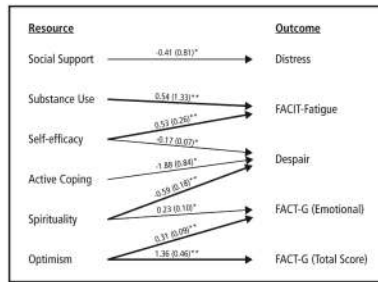 Resource Outcome
Social Support -0.41 (0.81)* Distress
Substance Use 0.54 (1.33)** FACIT-Fatigue
0.53 (0.26)**
Self-efficacy -0.17 (0.07)* Despair
Active Coping -1.88 (0.84)*
-0.59 (0.18)**
Spirituality 0.23 (0.10)* FACT-G (Emotional)
0.31 (0.09)**
Optimism 1.36 (0.46)** FACT-G (Total Score)